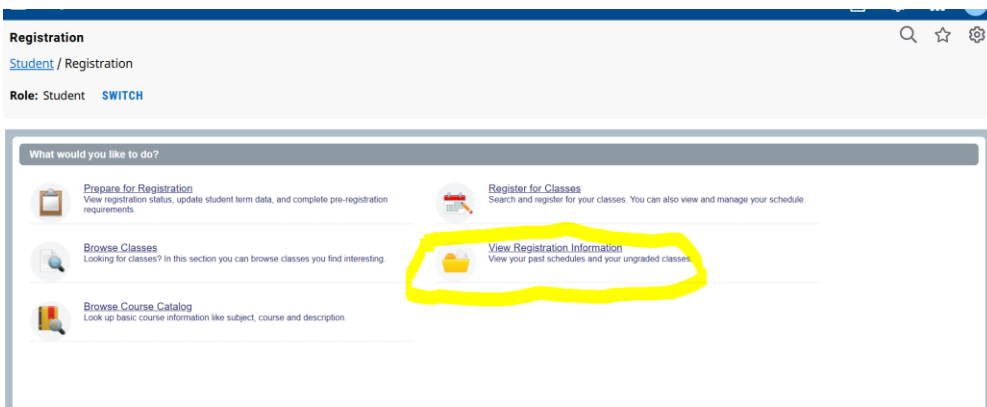 Registration
Student / Registration
Role: Student SWITCH
What would you like to do?
Prepare for Registration
View registration status, update student term data, and complete pre-registration
requirements.
Register for Classes
Search and register for your classes. You can also view and manage your schedule.
Browse Classes
Looking for classes? In this section you can browse classes you find interesting.
View Registration Information
View your past schedules and your ungraded classes.
Browse Course Catalog
Look up basic course information like subject, course and description.